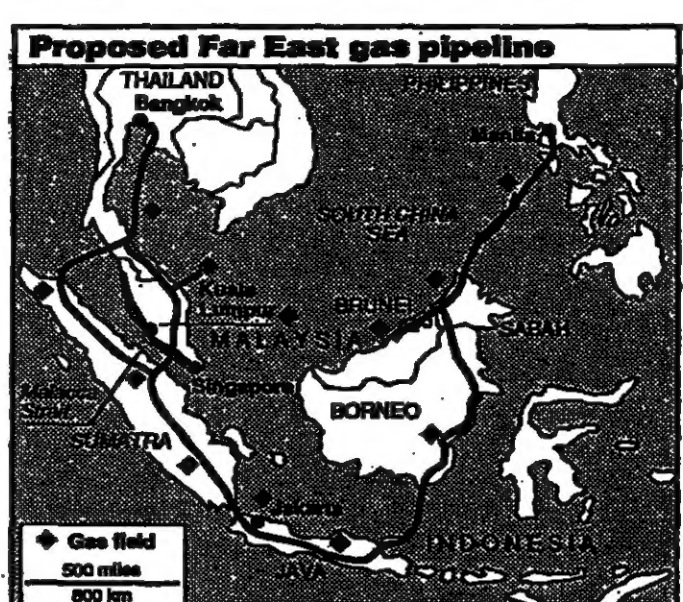 Proposed Far East gas pipeline
THAILAND
Bangkok
PHILIPPINES
Manila
SOUTH CHINA
SEA
Kuala
Lumpur
BRUNEI
MALAYSIA
SABAH
Singapore
Malacca
Strait
BORNEO
SUMATRA
Jakarta
Gas field
INDONESIA
500 miles
JAVA
800 km